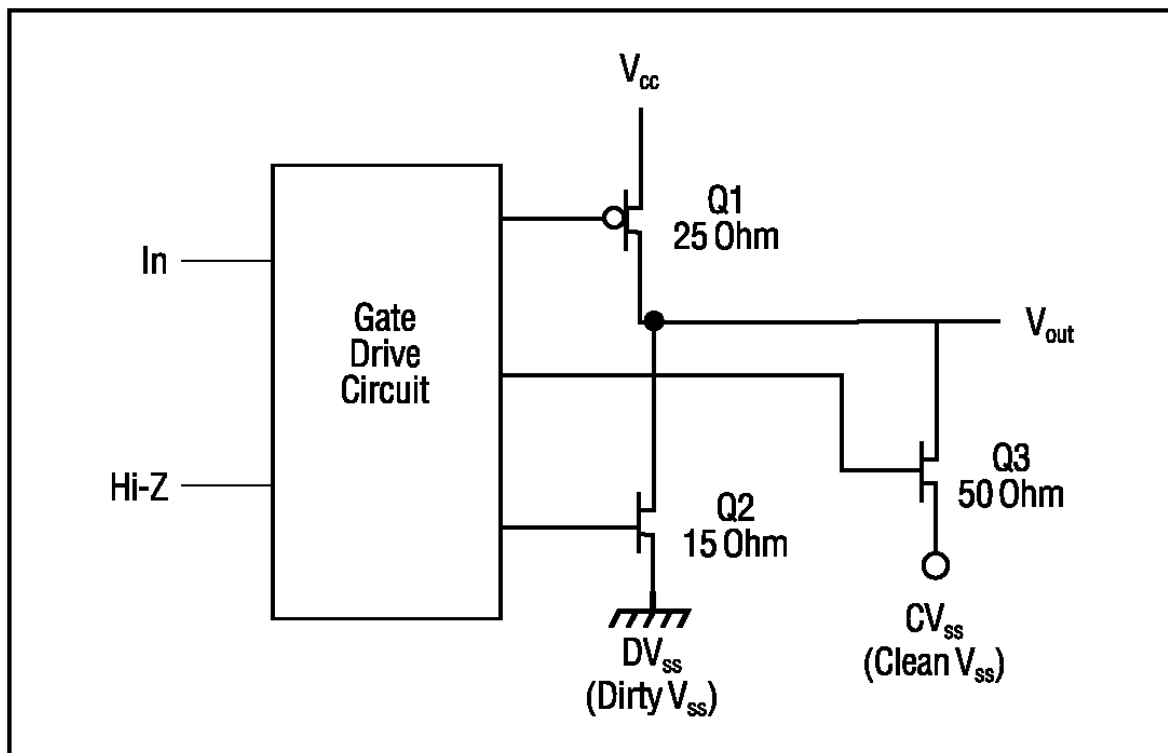 Vcc
Q1
25 Ohm
In
Gate
Drive
Circuit
Vout
Hi-Z
Q2
15 Ohm
Q3
50 Ohm
DVss
(Dirty Vss)
CVss
(Clean Vss)